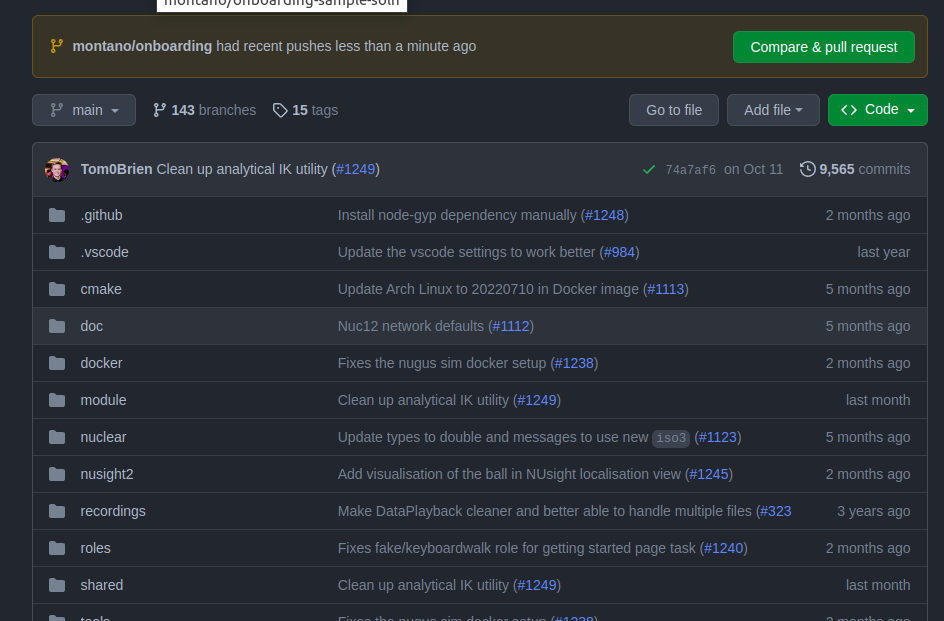 montano/onboarding-sample-soln
montano/onboarding had recent pushes less than a minute ago Compare & pull request
main 143 branches 15 tags Go to file Add file Code
Tom0Brien Clean up analytical IK utility (#1249) 74a7af6 on Oct 11 9,565 commits
.github Install node-gyp dependency manually (#1248) 2 months ago
.vscode Update the vscode settings to work better (#984) last year
cmake Update Arch Linux to 20220710 in Docker image (#1113) 5 months ago
doc Nuc12 network defaults (#1112) 5 months ago
docker Fixes the nugus sim docker setup (#1238) 2 months ago
module Clean up analytical IK utility (#1249) last month
nuclear Update types to double and messages to use new iso3 (#1123) 5 months ago
nusight2 Add visualisation of the ball in NUsight localisation view (#1245) 2 months ago
recordings Make DataPlayback cleaner and better able to handle multiple files (#323 3 years ago
roles Fixes fake/keyboardwalk role for getting started page task (#1240) 2 months ago
shared Clean up analytical IK utility (#1249) last month
tools Fixes the nugus sim docker setup (#1238) 2 months ago